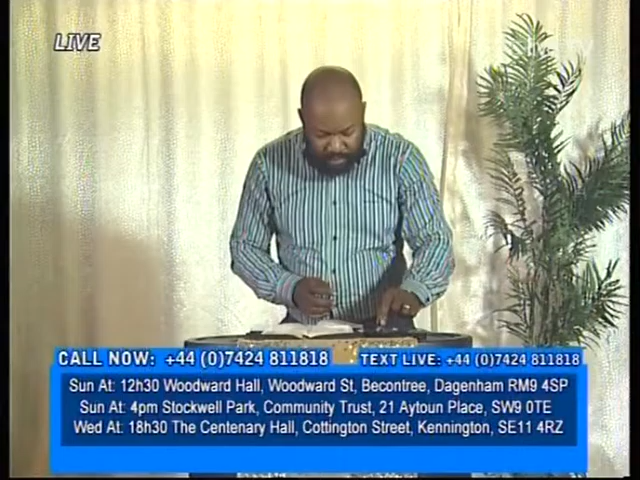 LIVE
CALL NOW: +44 (0)7424 811818 TEXT LIVE: +44 (0)7424 811818
Sun At: 12h30 Woodward Hall, Woodward St, Becontree, Dagenham RM9 4SP
Sun At: 4pm Stockwell Park, Community Trust, 21 Aytoun Place, SW9 0TE
Wed At: 18h30 The Centenary Hall, Cottington Street, Kennington, SE11 4RZ